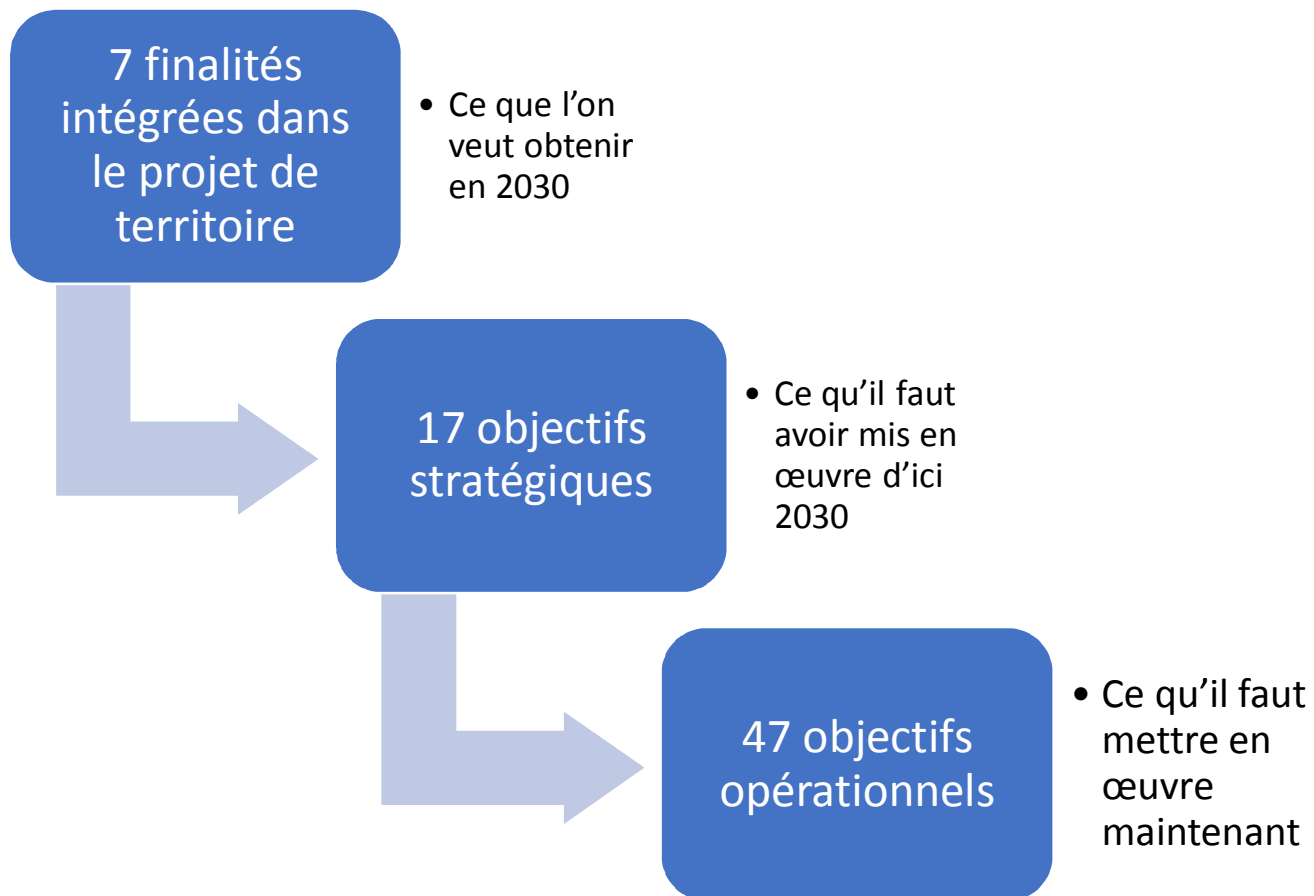 7 finalités
intégrées dans
le projet de
territoire
• Ce que l’on
veut obtenir
en 2030
17 objectifs
stratégiques
• Ce qu’il faut
avoir mis en
œuvre d’ici
2030
47 objectifs
opérationnels
• Ce qu’il faut
mettre en
œuvre
maintenant